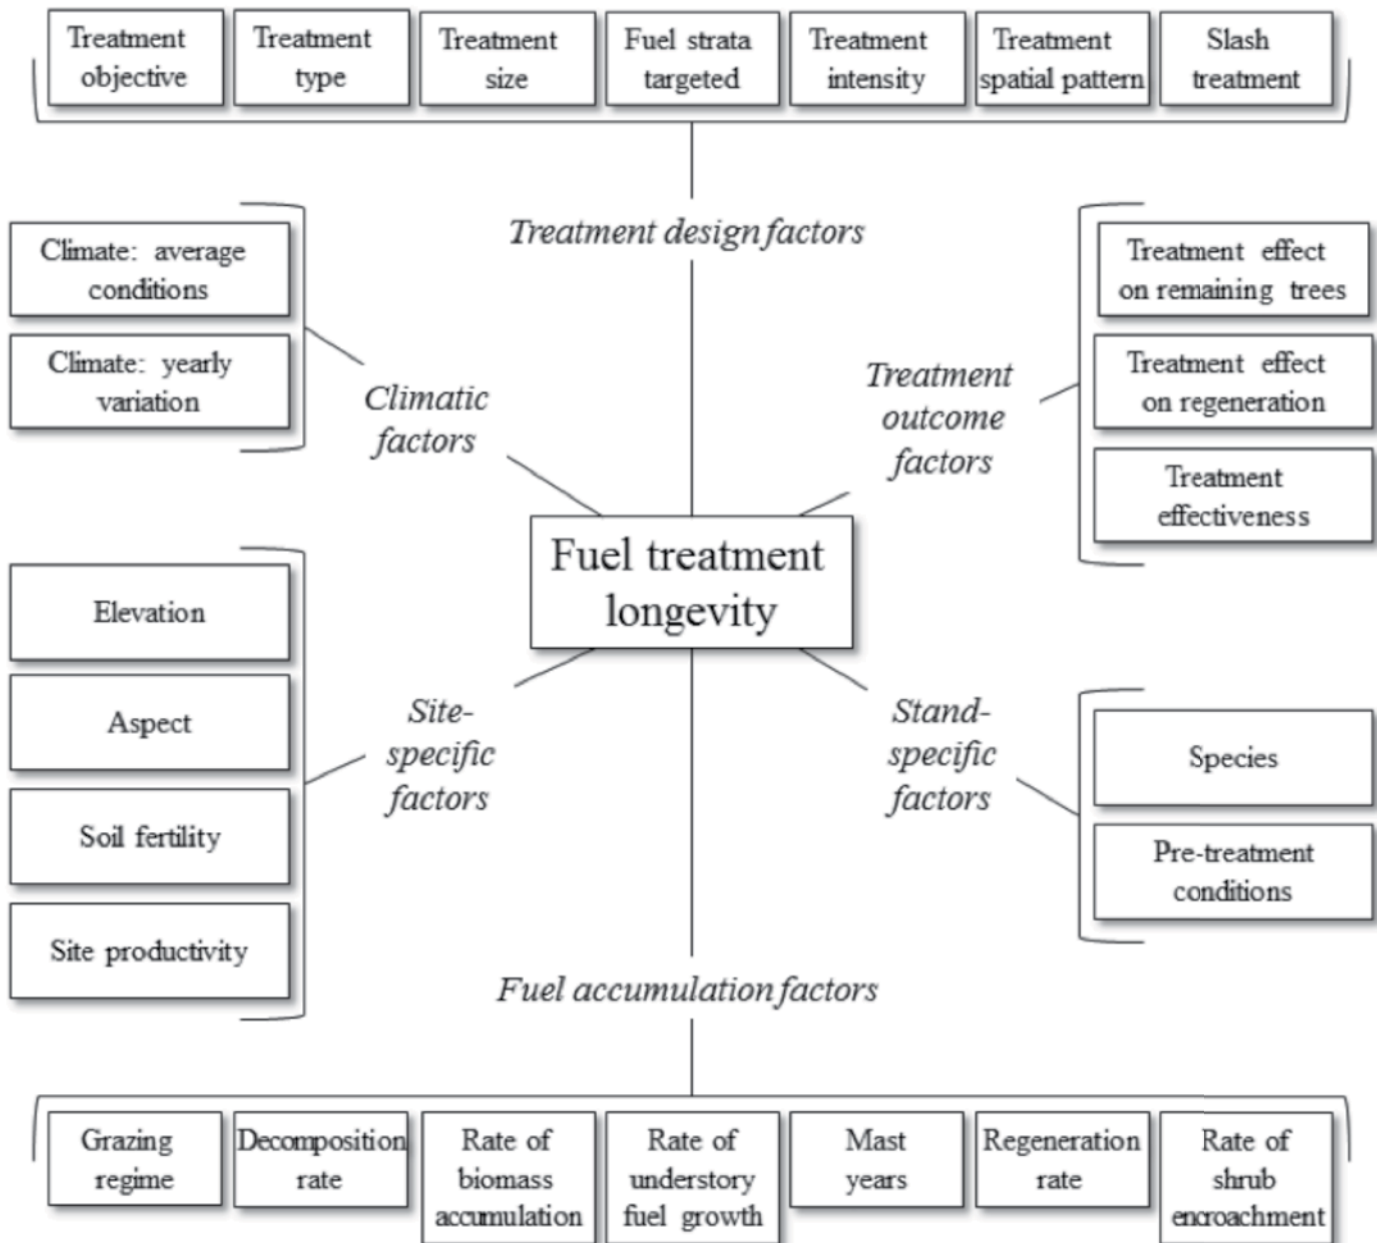 Treatment
objective
Treatment
type
Treatment
size
Fuel strata
targeted
Treatment
intensity
Treatment
spatial pattern
Slash
treatment
Treatment design factors
Climate: average
conditions
Climate: yearly
variation
Climatic
factors
Treatment
outcome
factors
Treatment effect
on remaining trees
Treatment effect
on regeneration
Treatment
effectiveness
Fuel treatment
longevity
Elevation
Aspect
Soil fertility
Site productivity
Site-
specific
factors
Stand-
specific
factors
Species
Pre-treatment
conditions
Fuel accumulation factors
Grazing
regime
Decomposition
rate
Rate of
biomass
accumulation
Rate of
understory
fuel growth
Mast
years
Regeneration
rate
Rate of
shrub
encroachment